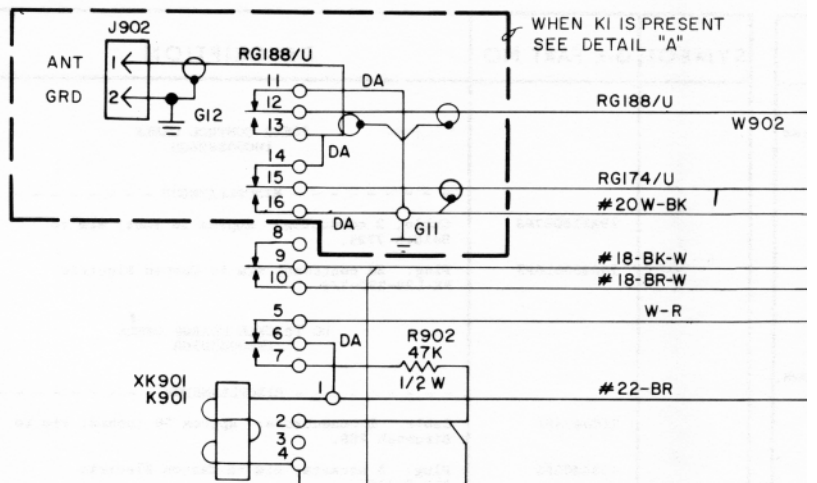 J902
WHEN K1 IS PRESENT
SEE DETAIL "A"
ANT 1
RG188/U
GRD 2
G12
11
DA
12
RG188/U
W902
13
14
DA
15
RG174/U
16
DA
#20W-BK
G11
8
9
#18-BK-W
10
#18-BR-W
5
W-R
6
DA
R902
47K
1/2 W
7
XK901
K901
1
#22-BR
2
3
4